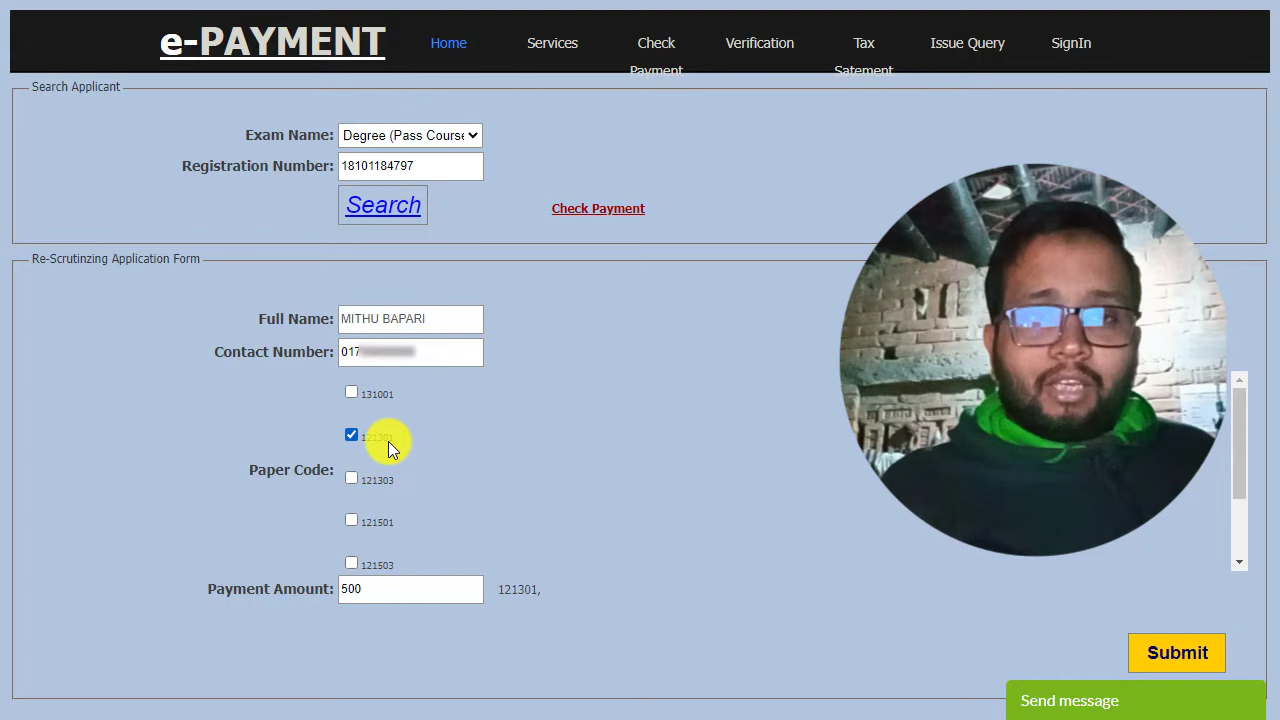 e-PAYMENT
Home Services Check Payment Verification Tax Satement Issue Query SignIn
Search Applicant
Exam Name: Degree (Pass Course
Registration Number: 18101184797
Search Check Payment
Re-Scrutinzing Application Form
Full Name: MITHU BAPARI
Contact Number: 017
131001
121301
Paper Code:
121303
121501
121503
Payment Amount: 500 121301,
Submit
Send message